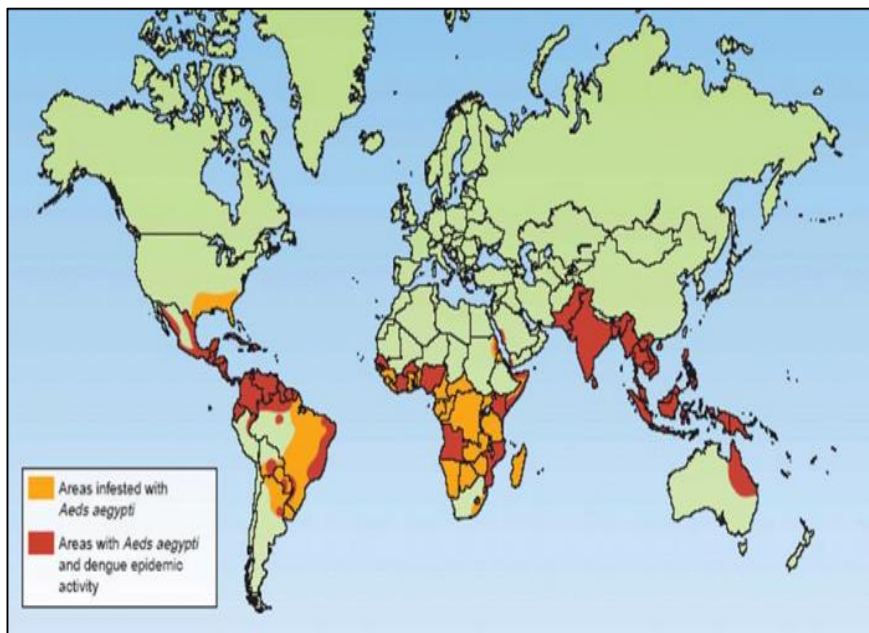 Areas infested with
Aeds aegypti
Areas with Aeds aegypti
and dengue epidemic
activity